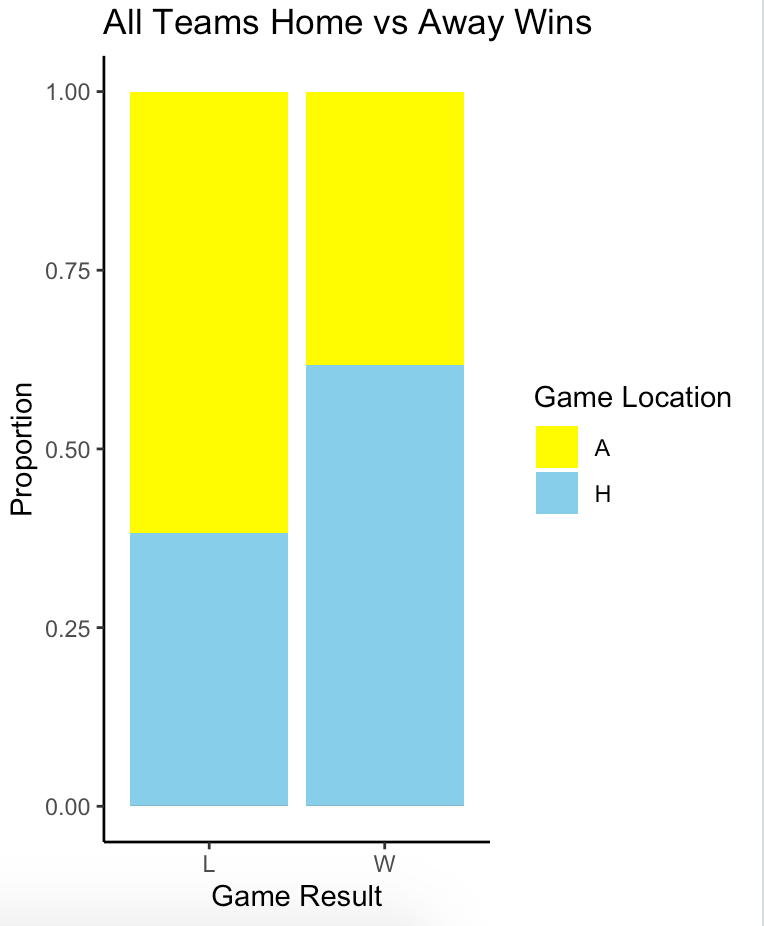 All Teams Home vs Away Wins
1.00
0.75
0.50
0.25
0.00
Proportion
L W
Game Result
Game Location
A
H